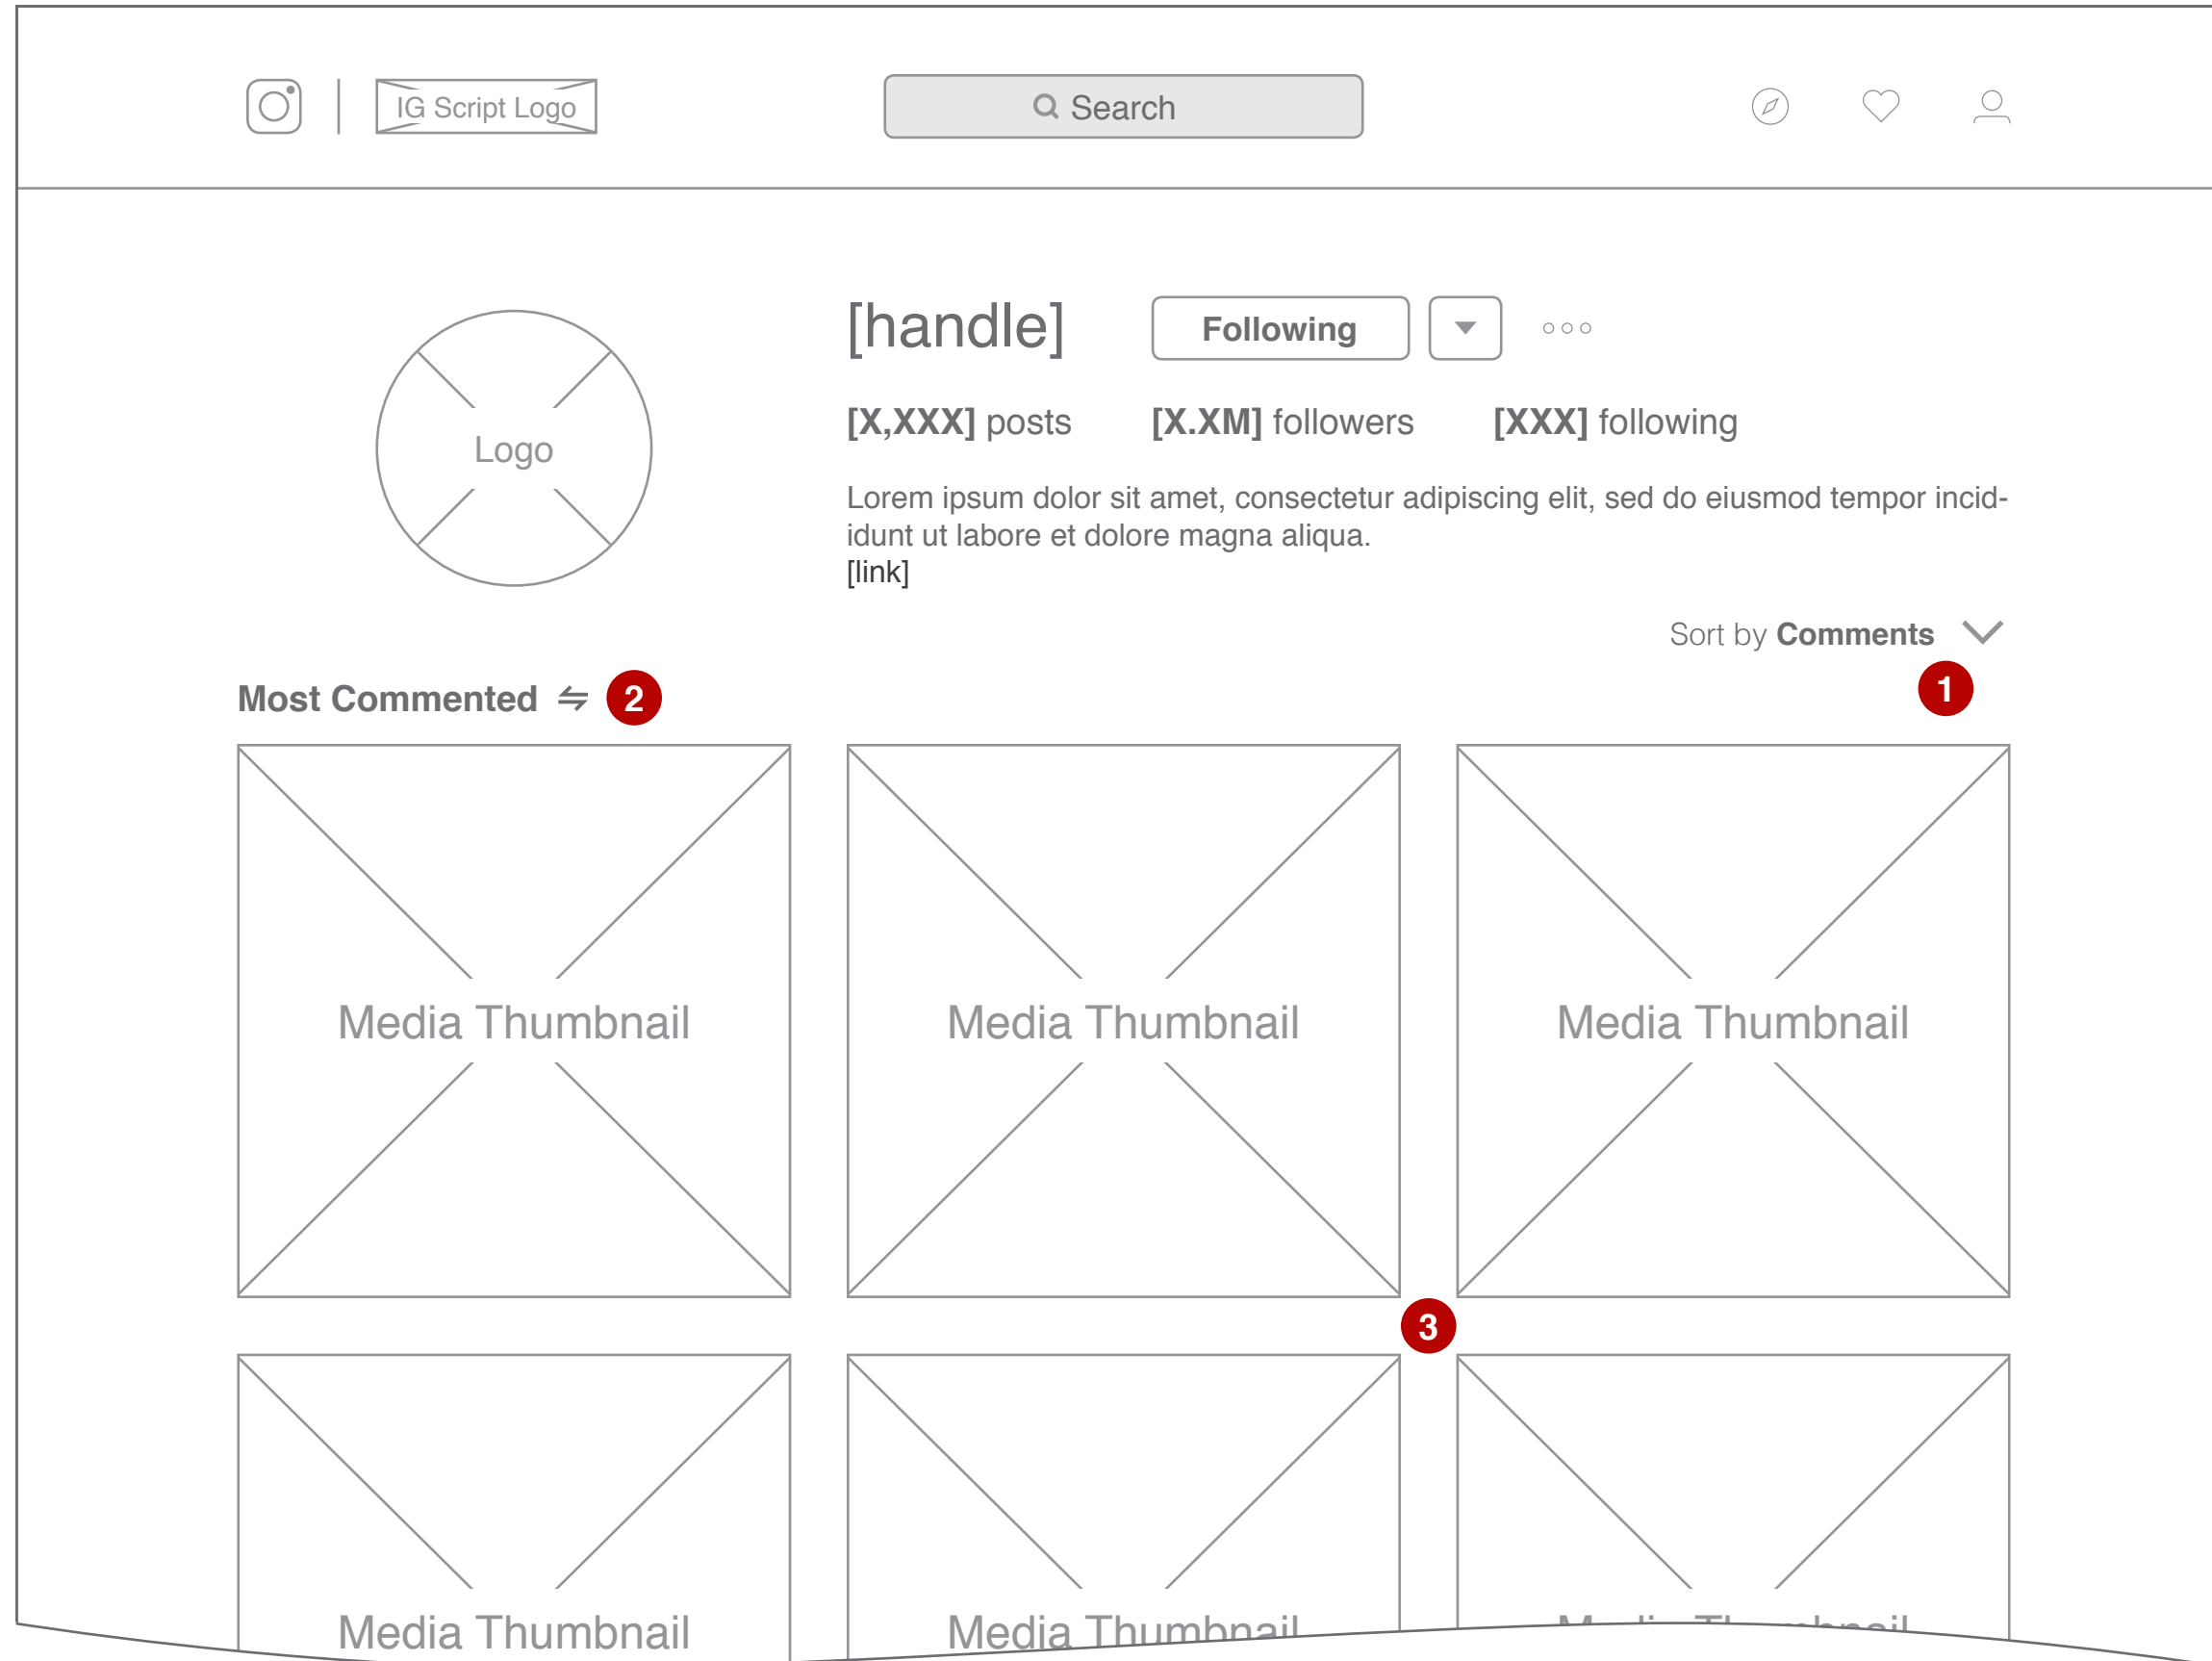 IG Script Logo
Search
[handle]
Following
[X,XXX] posts [X.XM] followers [XXX] following
Logo
Lorem ipsum dolor sit amet, consectetur adipiscing elit, sed do eiusmod tempor incid-
idunt ut labore et dolore magna aliqua.
[link]
Sort by Comments
1
Most Commented
2
Media Thumbnail
Media Thumbnail
Media Thumbnail
3
Media Thumbnail
Media Thumbnail
Media Thumbnail